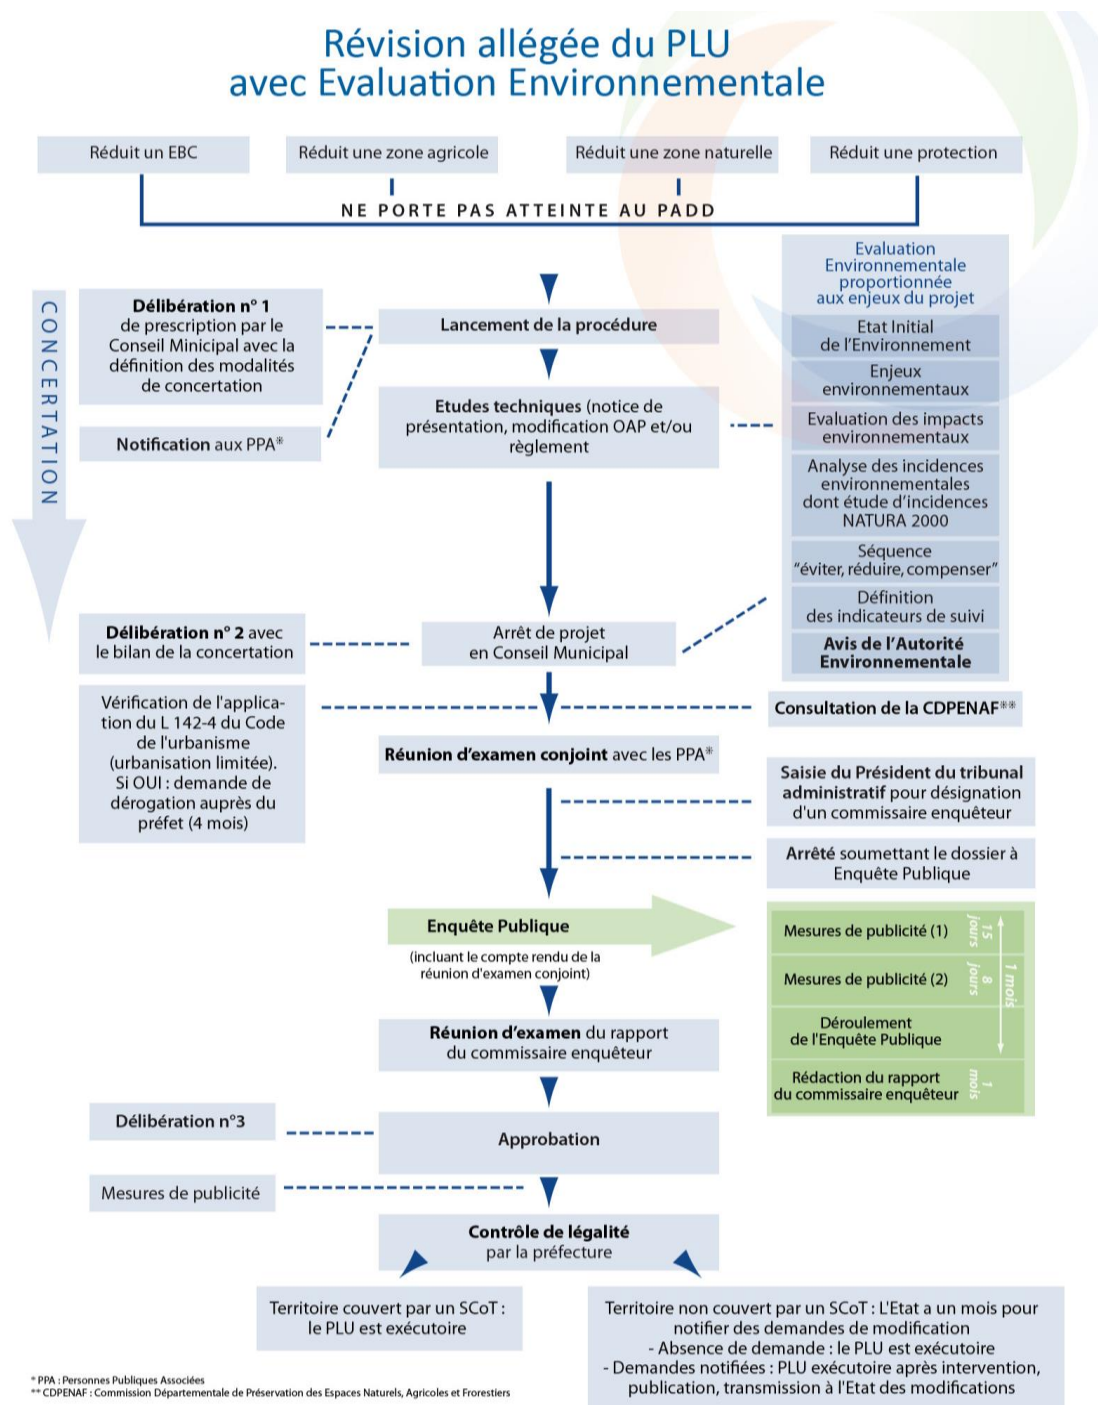 Révision allégée du PLU
avec Evaluation Environnementale
Réduit un EBC
Réduit une zone agricole
Réduit une zone naturelle
Réduit une protection
NE PORTE PAS ATTEINTE AU PADD
CONCERTATION
Délibération n° 1
de prescription par le
Conseil Minicipal avec la
définition des modalités
de concertation
Notification aux PPA*
Lancement de la procédure
Etudes techniques (notice de
présentation, modification OAP et/ou
règlement
Evaluation
Environnementale
proportionnée
aux enjeux du projet
Etat Initial
de l'Environnement
Enjeux
environnementaux
Evaluation des impacts
environnementaux
Analyse des incidences
environnementales
dont étude d'incidences
NATURA 2000
Séquence
"éviter, réduire, compenser"
Définition
des indicateurs de suivi
Avis de l'Autorité
Environnementale
Délibération n° 2 avec
le bilan de la concertation
Arrêt de projet
en Conseil Municipal
Vérification de l'applica-
tion du L 142-4 du Code
de l'urbanisme
(urbanisation limitée).
Si OUI : demande de
dérogation auprès du
préfet (4 mois)
Consultation de la CDPENAF**
Réunion d'examen conjoint avec les PPA*
Saisie du Président du tribunal
administratif pour désignation
d'un commissaire enquêteur
Arrêté soumettant le dossier à
Enquête Publique
Enquête Publique
(incluant le compte rendu de la
réunion d'examen conjoint)
Mesures de publicité (1)
15
jours
Mesures de publicité (2)
8
jours
1 mois
Déroulement
de l'Enquête Publique
Rédaction du rapport
du commissaire enquêteur
1
mois
Réunion d'examen du rapport
du commissaire enquêteur
Délibération n°3
Approbation
Mesures de publicité
Contrôle de légalité
par la préfecture
Territoire couvert par un SCoT :
le PLU est exécutoire
Territoire non couvert par un SCoT : L'Etat a un mois pour
notifier des demandes de modification
- Absence de demande : le PLU est exécutoire
- Demandes notifiées : PLU exécutoire après intervention,
publication, transmission à l'Etat des modifications
* PPA : Personnes Publiques Associées
** CDPENAF : Commission Départementale de Préservation des Espaces Naturels, Agricoles et Frorestiers